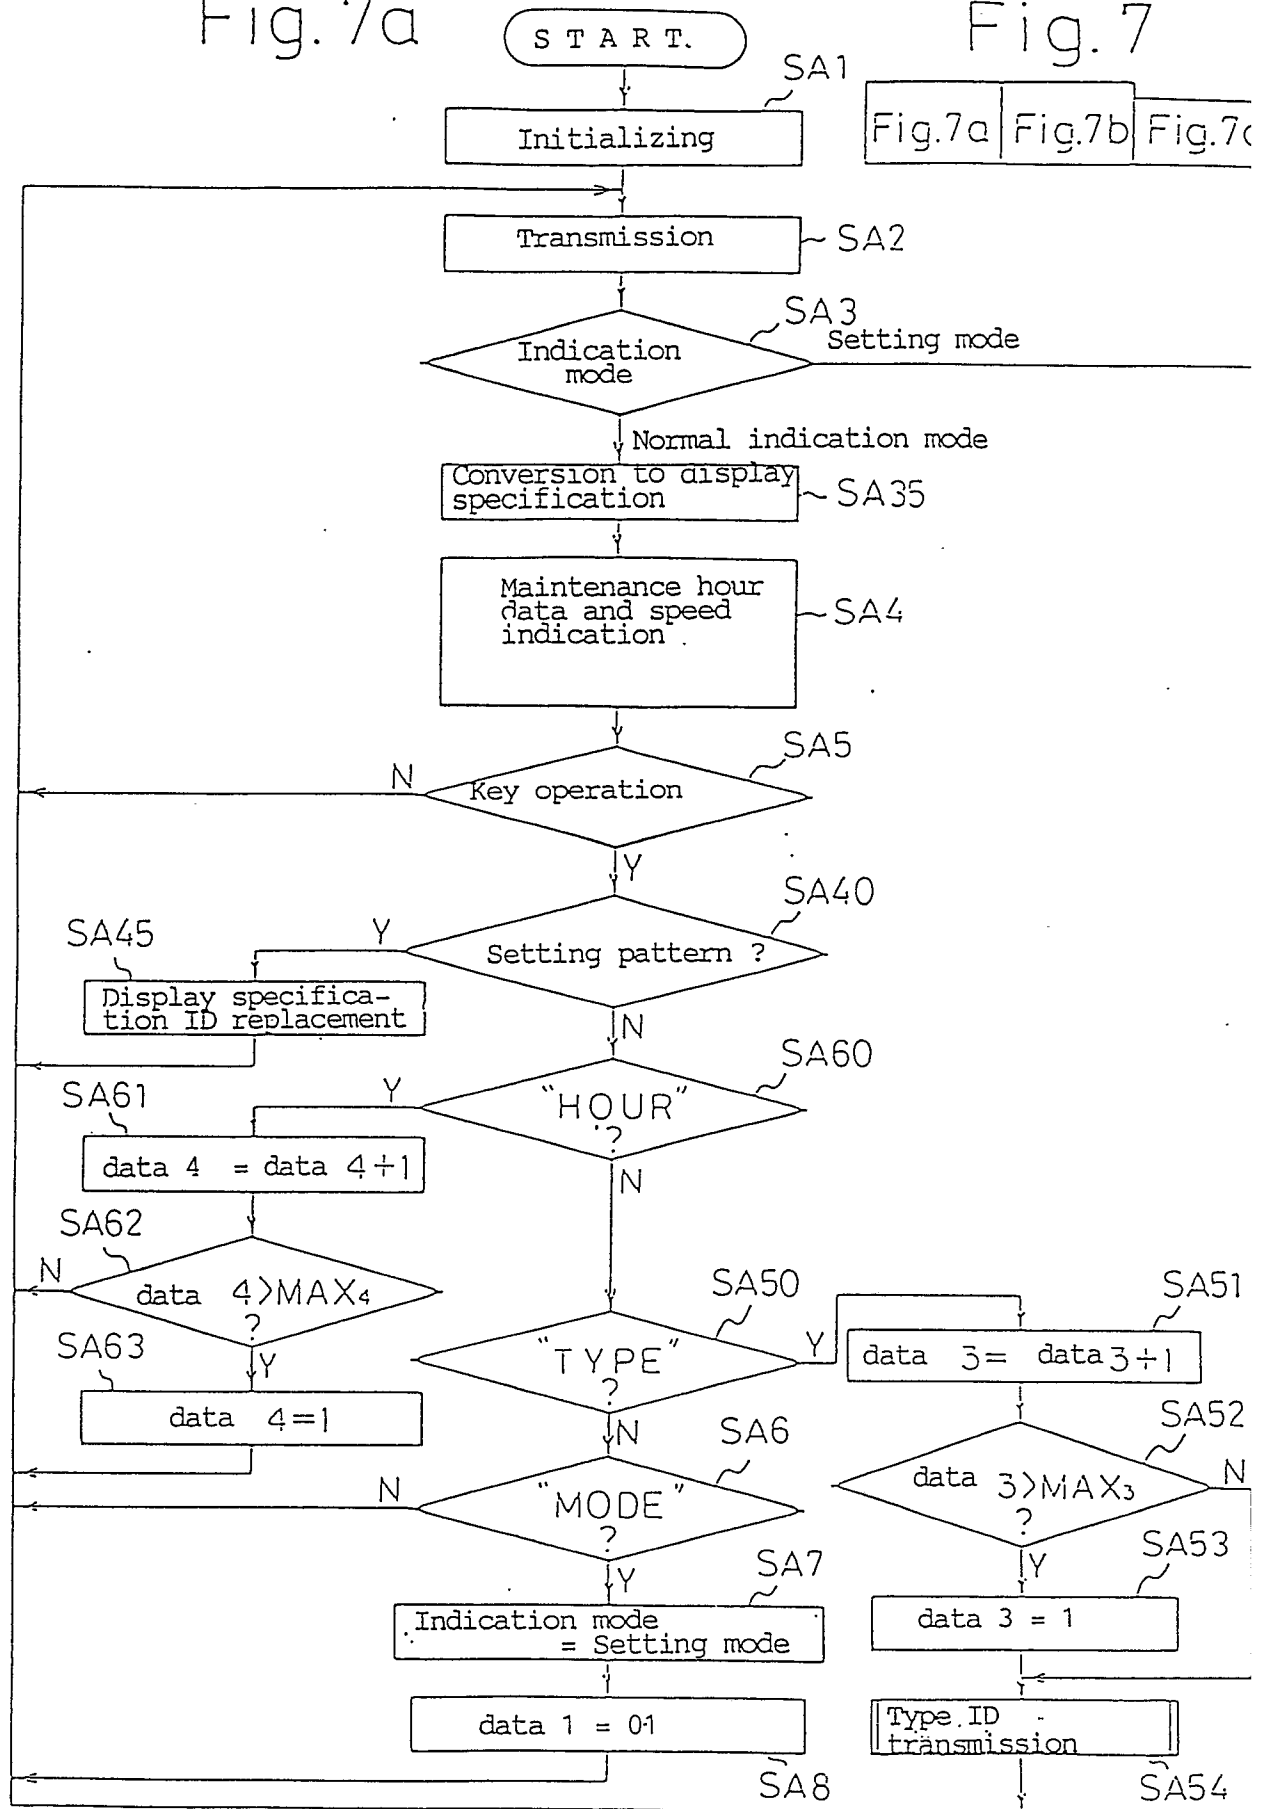 Fig. 7a
START.
Fig. 7
SA1
Fig.7a
Fig.7b
Initializing
Transmission
SA2
SA3
Setting mode
Indication
mode
Normal indication mode
Conversion to display
specification
SA35
Maintenance hour
data and speed
indication
SA4
SA5
N
Key operation
Y
SA40
SA45
Y
Setting pattern ?
Display specifica-
tion ID replacement
N
SA60
SA61
Y
"HOUR"
?
data 4 = data 4+1
N
SA62
N
data 4>MAX4
?
SA50
SA51
SA63
Y
"TYPE"
?
Y
data 3= data 3+1
data 4=1
N
SA6
SA52
N
"MODE"
?
data 3>MAX3
?
N
Y
SA7
Y
SA53
Indication mode
= Setting mode
data 3 = 1
data 1 = 01
Type ID
transmission
SA8
SA54